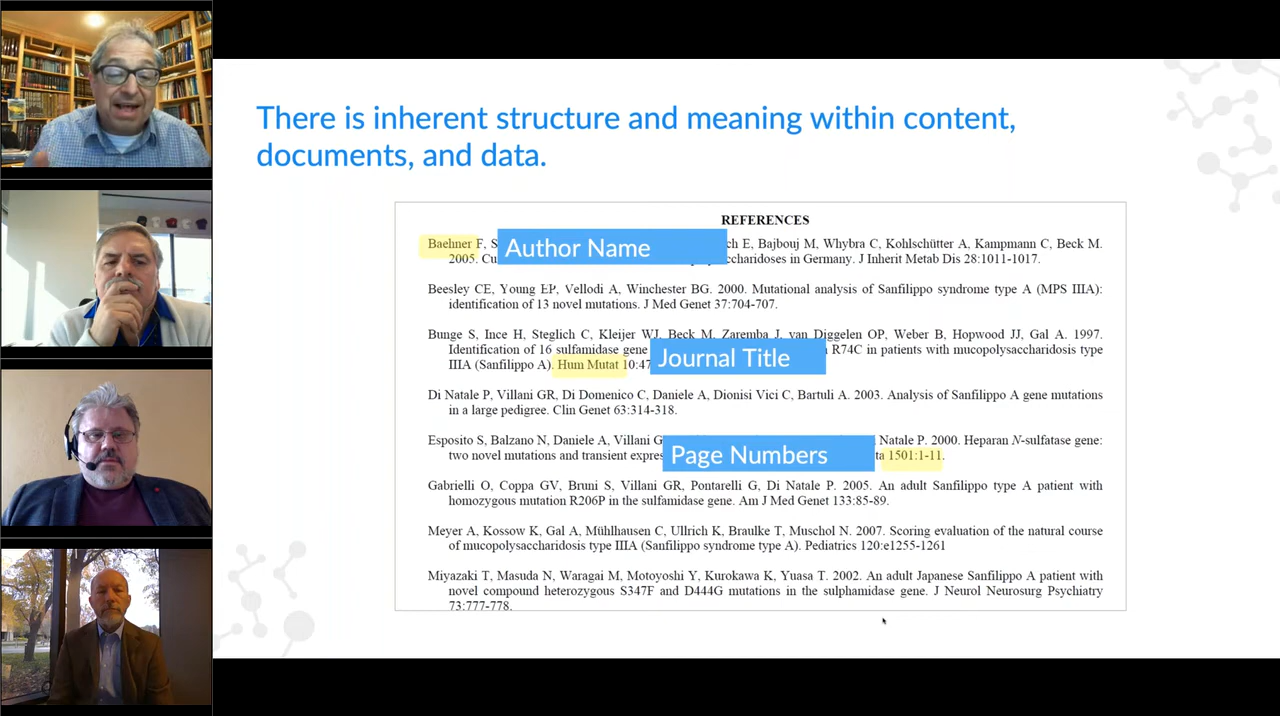 There is inherent structure and meaning within content,
documents, and data.
REFERENCES
Baehner F, S Author Name ch E, Bajbouj M, Whybra C, Kohlschütter A, Kampmann C, Beck M.
2005. Cu saccharidoses in Germany. J Inherit Metab Dis 28:1011-1017.
Beesley CE, Young EP, Vellodi A, Winchester BG. 2000. Mutational analysis of Sanfilippo syndrome type A (MPS IIIA):
identification of 13 novel mutations. J Med Genet 37:704-707.
Bunge S, Ince H, Steglich C, Kleijer WJ, Beck M, Zaremba J, van Diggelen OP, Weber B, Hopwood JJ, Gal A. 1997.
Identification of 16 sulfamidase gene Journal Title R74C in patients with mucopolysaccharidosis type
IIIA (Sanfilippo A). Hum Mutat 10:47
Di Natale P, Villani GR, Di Domenico C, Daniele A, Dionisi Vici C, Bartuli A. 2003. Analysis of Sanfilippo A gene mutations
in a large pedigree. Clin Genet 63:314-318.
Esposito S, Balzano N, Daniele A, Villani G Natale P. 2000. Heparan N-sulfatase gene:
two novel mutations and transient expres Page Numbers ta 1501:1-11.
Gabrielli O, Coppa GV, Bruni S, Villani GR, Pontarelli G, Di Natale P. 2005. An adult Sanfilippo type A patient with
homozygous mutation R206P in the sulfamidase gene. Am J Med Genet 133:85-89.
Meyer A, Kossow K, Gal A, Mühlhausen C, Ullrich K, Braulke T, Muschol N. 2007. Scoring evaluation of the natural course
of mucopolysaccharidosis type IIIA (Sanfilippo syndrome type A). Pediatrics 120:e1255-1261
Miyazaki T, Masuda N, Waragai M, Motoyoshi Y, Kurokawa K, Yuasa T. 2002. An adult Japanese Sanfilippo A patient with
novel compound heterozygous S347F and D444G mutations in the sulphamidase gene. J Neurol Neurosurg Psychiatry
73:777-778.